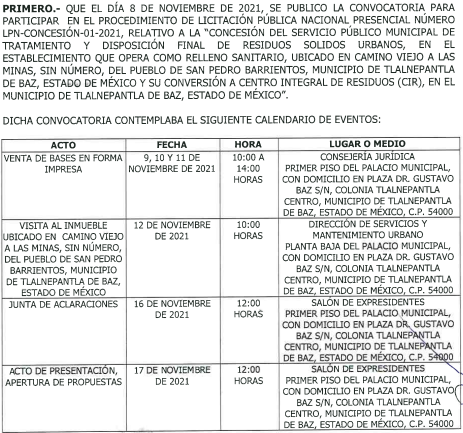 PRIMERO.- QUE EL DÍA 8 DE NOVIEMBRE DE 2021, SE PUBLICO LA CONVOCATORIA PARA
PARTICIPAR EN EL PROCEDIMIENTO DE LICITACIÓN PÚBLICA NACIONAL PRESENCIAL NÚMERO
LPN-CONCESIÓN-01-2021, RELATIVO A LA "CONCESIÓN DEL SERVICIO PÚBLICO MUNICIPAL DE
TRATAMIENTO Y DISPOSICIÓN FINAL DE RESIDUOS SOLIDOS URBANOS, EN EL
ESTABLECIMIENTO QUE OPERA COMO RELLENO SANITARIO, UBICADO EN CAMINO VIEJO A LAS
MINAS, SIN NÚMERO, DEL PUEBLO DE SAN PEDRO BARRIENTOS, MUNICIPIO DE TLALNEPANTLA
DE BAZ, ESTADO DE MÉXICO Y SU CONVERSIÓN A CENTRO INTEGRAL DE RESIDUOS (CIR), EN EL
MUNICIPIO DE TLALNEPANTLA DE BAZ, ESTADO DE MÉXICO".
DICHA CONVOCATORIA CONTEMPLABA EL SIGUIENTE CALENDARIO DE EVENTOS:
ACTO FECHA HORA LUGAR O MEDIO
VENTA DE BASES EN FORMA
IMPRESA
9, 10 Y 11 DE
NOVIEMBRE DE 2021
10:00 A
14:00
HORAS
CONSEJERÍA JURÍDICA
PRIMER PISO DEL PALACIO MUNICIPAL,
CON DOMICILIO EN PLAZA DR. GUSTAVO
BAZ S/N, COLONIA TLALNEPANTLA
CENTRO, MUNICIPIO DE TLALNEPANTLA
DE BAZ, ESTADO DE MÉXICO, C.P. 54000
VISITA AL INMUEBLE
UBICADO EN CAMINO VIEJO
A LAS MINAS, SIN NÚMERO,
DEL PUEBLO DE SAN PEDRO
BARRIENTOS, MUNICIPIO
DE TLALNEPANTLA DE BAZ,
ESTADO DE MÉXICO
12 DE NOVIEMBRE
DE 2021
10:00
HORAS
DIRECCIÓN DE SERVICIOS Y
MANTENIMIENTO URBANO
PLANTA BAJA DEL PALACIO MUNICIPAL,
CON DOMICILIO EN PLAZA DR. GUSTAVO
BAZ S/N, COLONIA TLALNEPANTLA
CENTRO, MUNICIPIO DE TLALNEPANTLA
DE BAZ, ESTADO DE MÉXICO, C.P. 54000
JUNTA DE ACLARACIONES
16 DE NOVIEMBRE
DE 2021
12:00
HORAS
SALÓN DE EXPRESIDENTES
PRIMER PISO DEL PALACIO MUNICIPAL,
CON DOMICILIO EN PLAZA DR. GUSTAVO
BAZ S/N, COLONIA TLALNEPANTLA
CENTRO, MUNICIPIO DE TLALNEPANTLA
DE BAZ, ESTADO DE MÉXICO, C.P. 54000
ACTO DE PRESENTACIÓN,
APERTURA DE PROPUESTAS
17 DE NOVIEMBRE
DE 2021
12:00
HORAS
SALÓN DE EXPRESIDENTES
PRIMER PISO DEL PALACIO MUNICIPAL,
CON DOMICILIO EN PLAZA DR. GUSTAVO
BAZ S/N, COLONIA TLALNEPANTLA
CENTRO, MUNICIPIO DE TLALNEPANTLA
DE BAZ, ESTADO DE MÉXICO, C.P. 54000